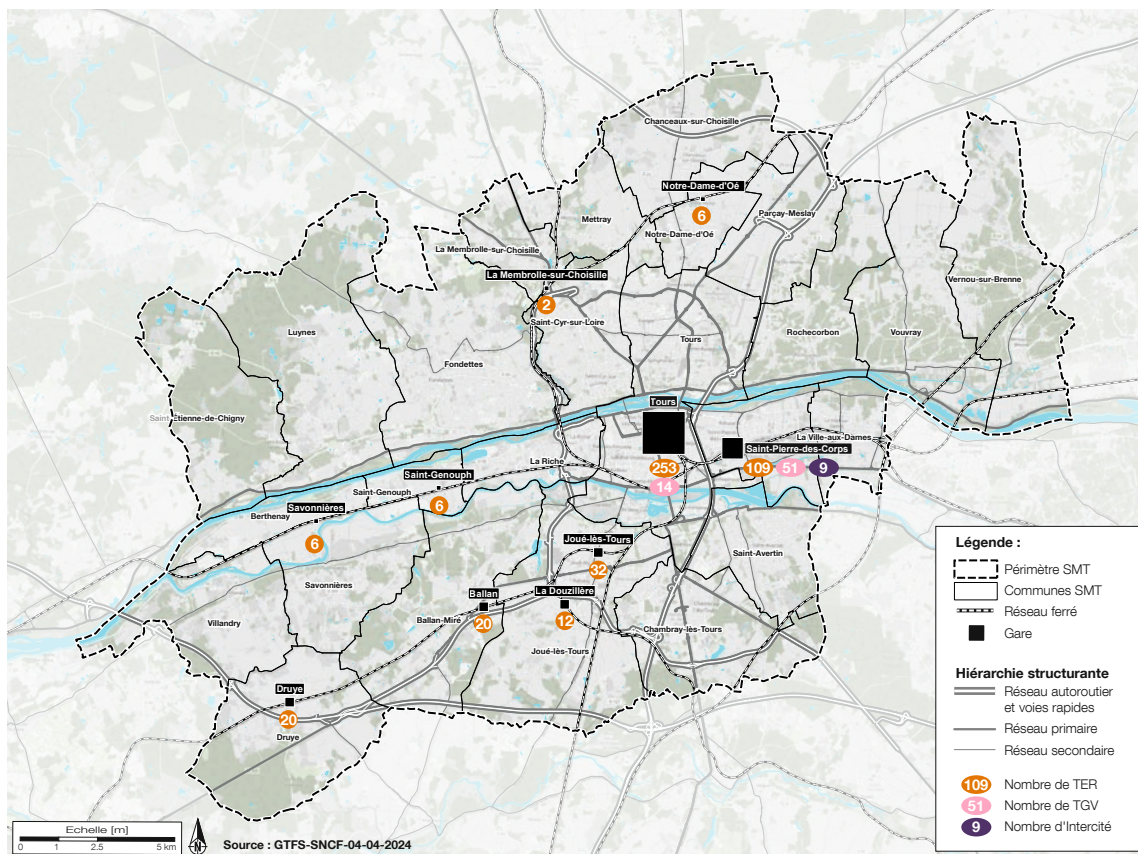 Chanceaux-sur-Choisille
Notre-Dame-d'Oé
6
Mettray
Parçay-Meslay
Notre-Dame-d'Oé
La Membrolle-sur-Choisille
La Membrolle-sur-Choisille
2
Saint-Cyr-sur-Loire
Vernou-sur-Brenne
Luynes
Rochecorbon
Vouvray
Tours
Fondettes
Saint-Étienne-de-Chigny
Tours
La Ville-aux-Dames
Saint-Pierre-des-Corps
La Riche
253
109
51
9
14
Saint-Genouph
Saint-Genouph
6
Savonnières
Berthenay
6
Joué-lès-Tours
32
Saint-Avertin
Savonnières
Ballan
La Douzillère
Villandry
Ballan-Miré
20
12
Chambray-lès-Tours
Joué-lès-Tours
Druye
20
Druye
Légende :
Périmètre SMT
Communes SMT
Réseau ferré
Gare
Hiérarchie structurante
Réseau autoroutier
et voies rapides
Réseau primaire
Réseau secondaire
109 Nombre de TER
51 Nombre de TGV
9 Nombre d'Intercité
Echelle [m]
0 1 2.5 5 km
N
Source : GTFS-SNCF-04-04-2024